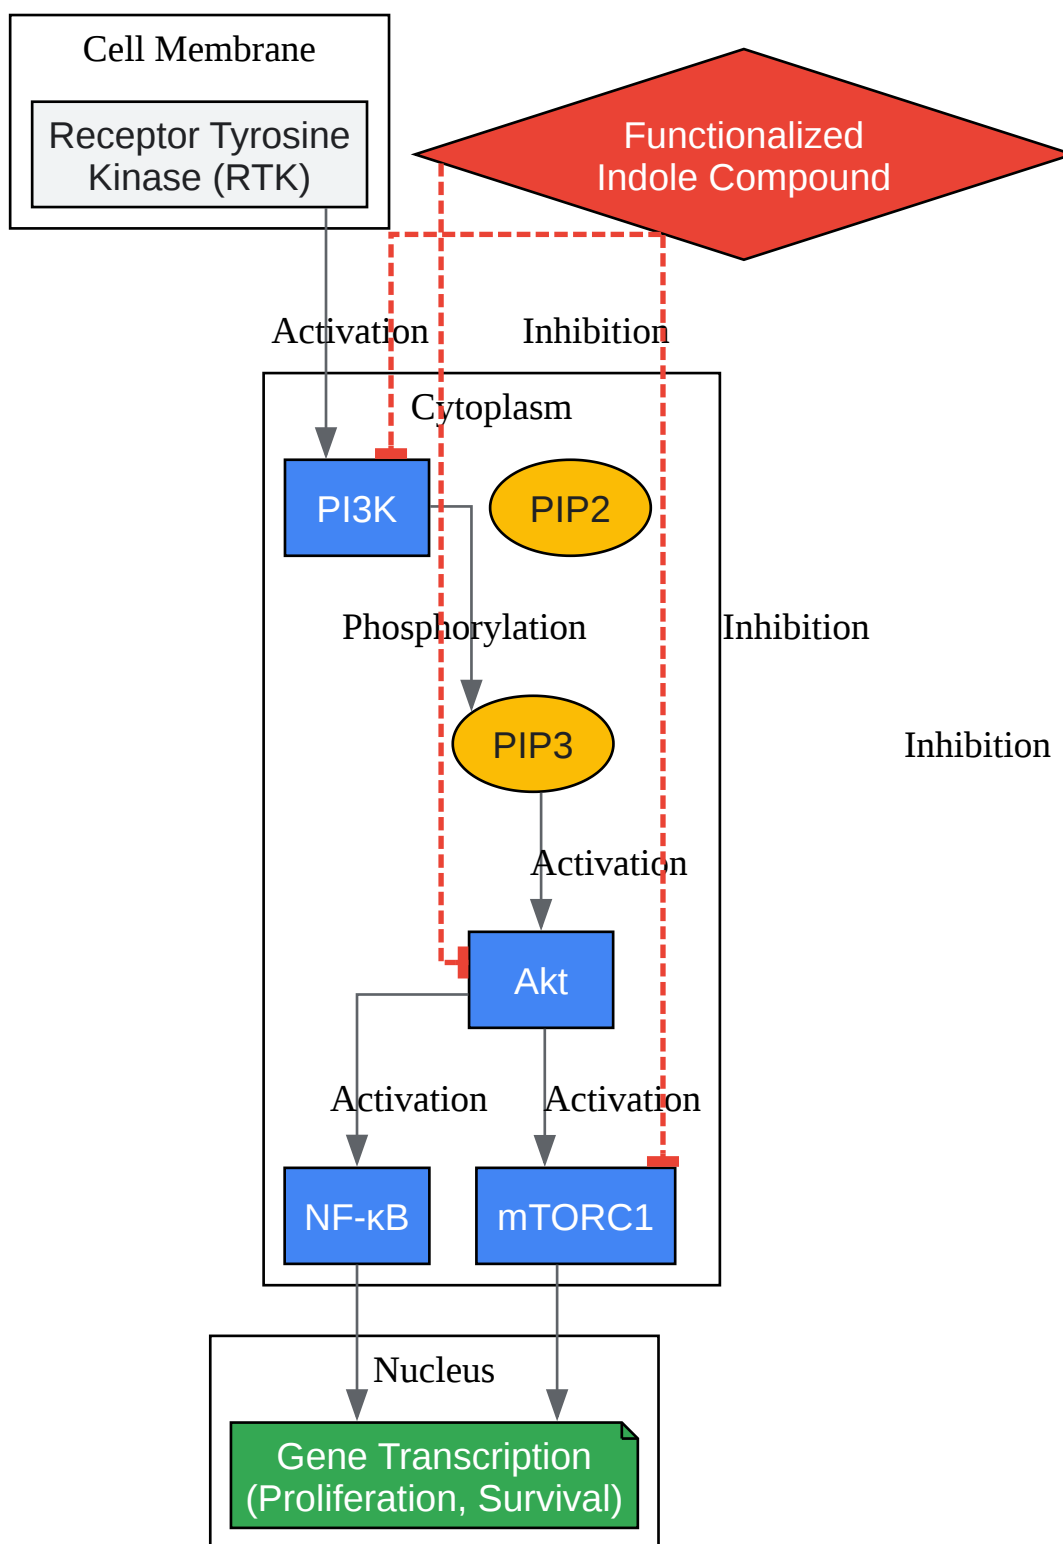 Cell Membrane
Receptor Tyrosine
Kinase (RTK)
Functionalized
Indole Compound
Activation
Inhibition
Cytoplasm
PI3K
PIP2
Phosphorylation
Inhibition
PIP3
Inhibition
Activation
Akt
Activation
Activation
NF-κB
mTORC1
Nucleus
Gene Transcription
(Proliferation, Survival)